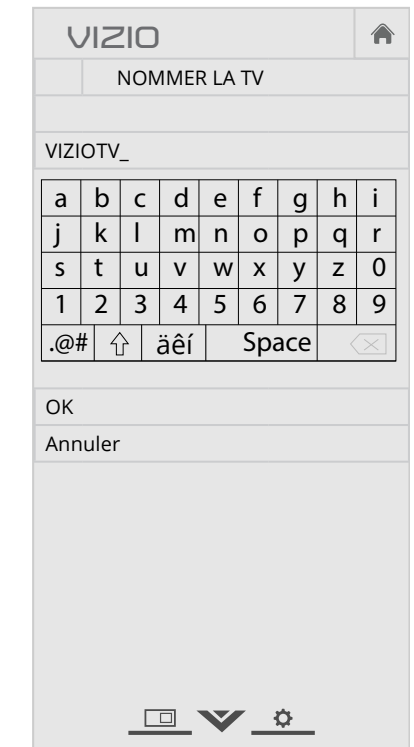 VIZIO
NOMMER LA TV
VIZIOTV_
a b c d e f g h i
j k l m n o p q r
s t u v w x y z 0
1 2 3 4 5 6 7 8 9
.@# äêí Space
OK
Annuler